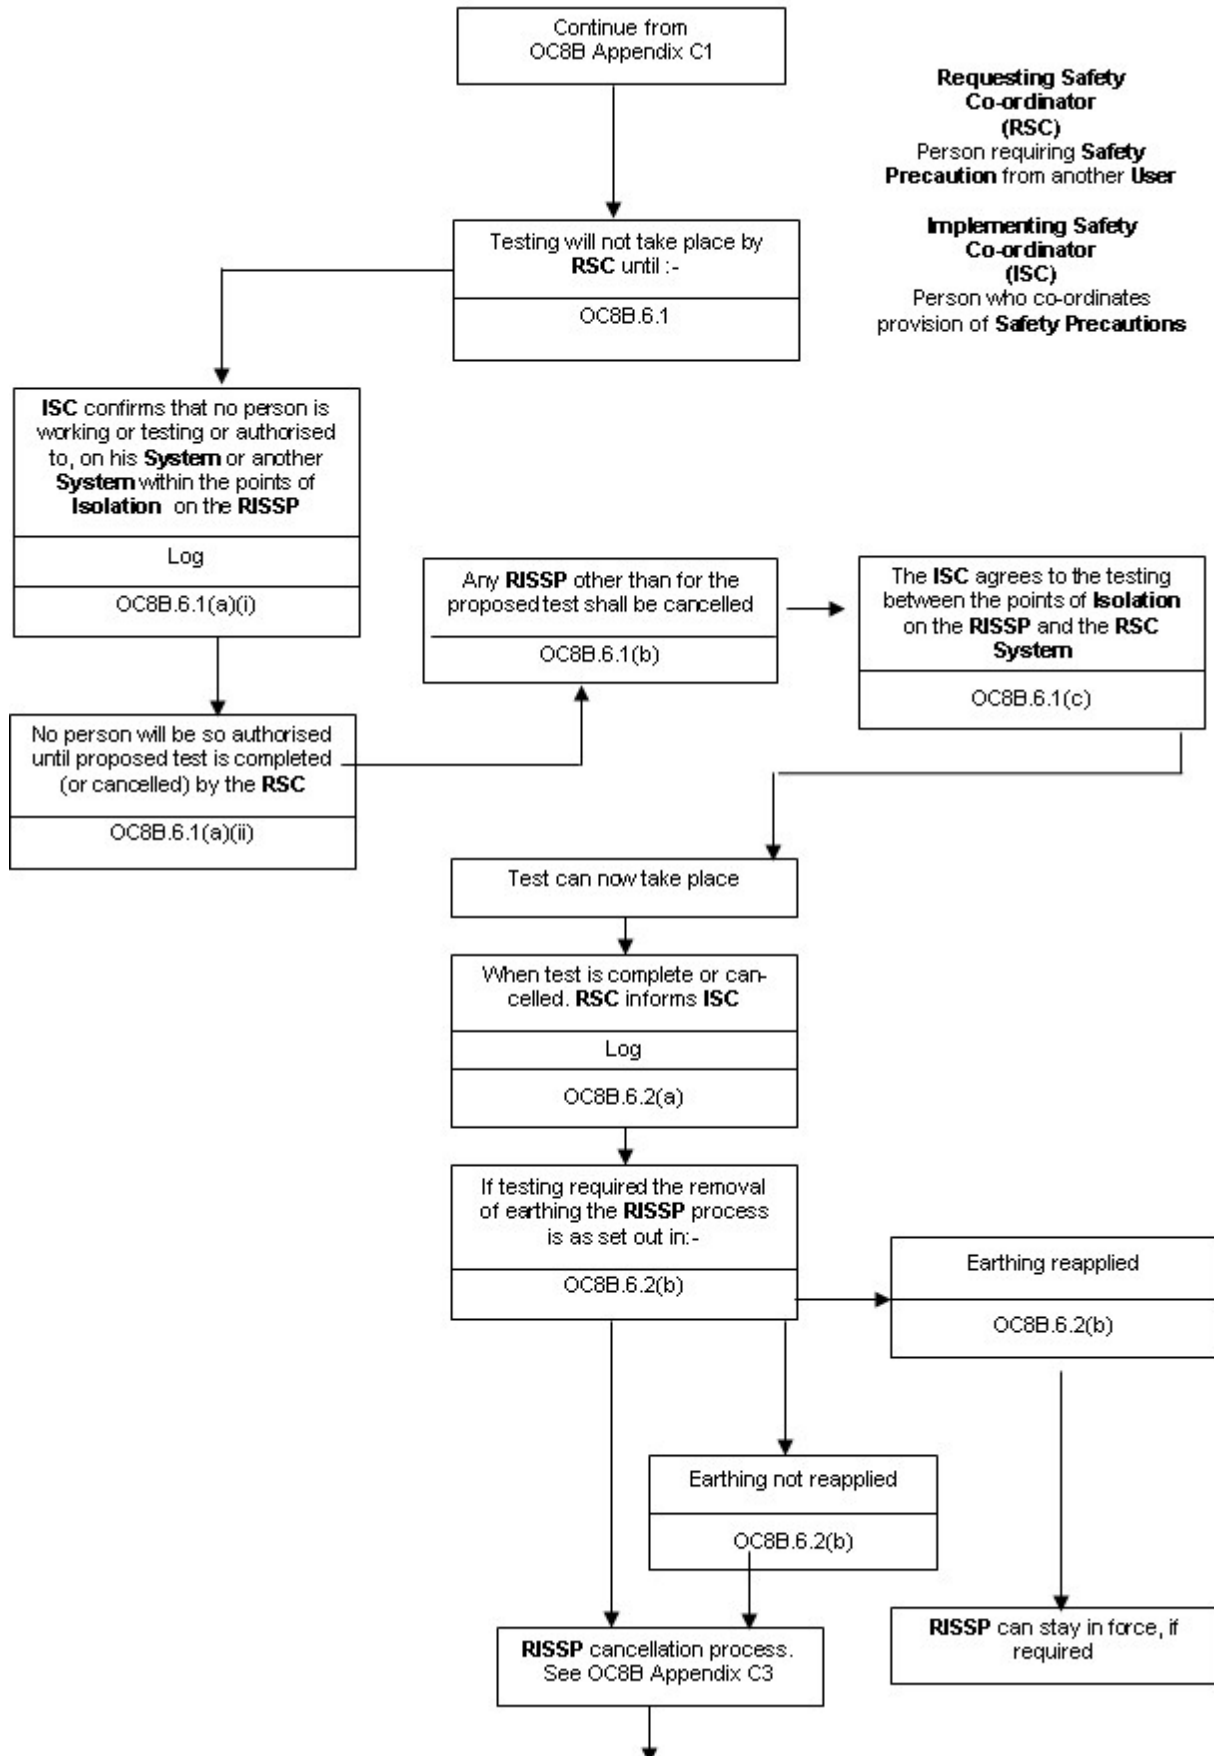 Continue from
OC8B Appendix C1
Requesting Safety
Co-ordinator
(RSC)
Person requiring Safety
Precaution from another User
Implementing Safety
Co-ordinator
(ISC)
Person who co-ordinates
provision of Safety Precautions
Testing will not take place by
RSC until :-
OC8B.6.1
ISC confirms that no person is
working or testing or authorised
to, on his System or another
System within the points of
Isolation on the RISSP
Log
OC8B.6.1(a)(i)
No person will be so authorised
until proposed test is completed
(or cancelled) by the RSC
OC8B.6.1(a)(ii)
Any RISSP other than for the
proposed test shall be cancelled
OC8B.6.1(b)
The ISC agrees to the testing
between the points of Isolation
on the RISSP and the RSC
System
OC8B.6.1(c)
Test can now take place
When test is complete or can-
celled. RSC informs ISC
Log
OC8B.6.2(a)
If testing required the removal
of earthing the RISSP process
is as set out in:-
OC8B.6.2(b)
Earthing reapplied
OC8B.6.2(b)
Earthing not reapplied
OC8B.6.2(b)
RISSP can stay in force, if
required
RISSP cancellation process.
See OC8B Appendix C3